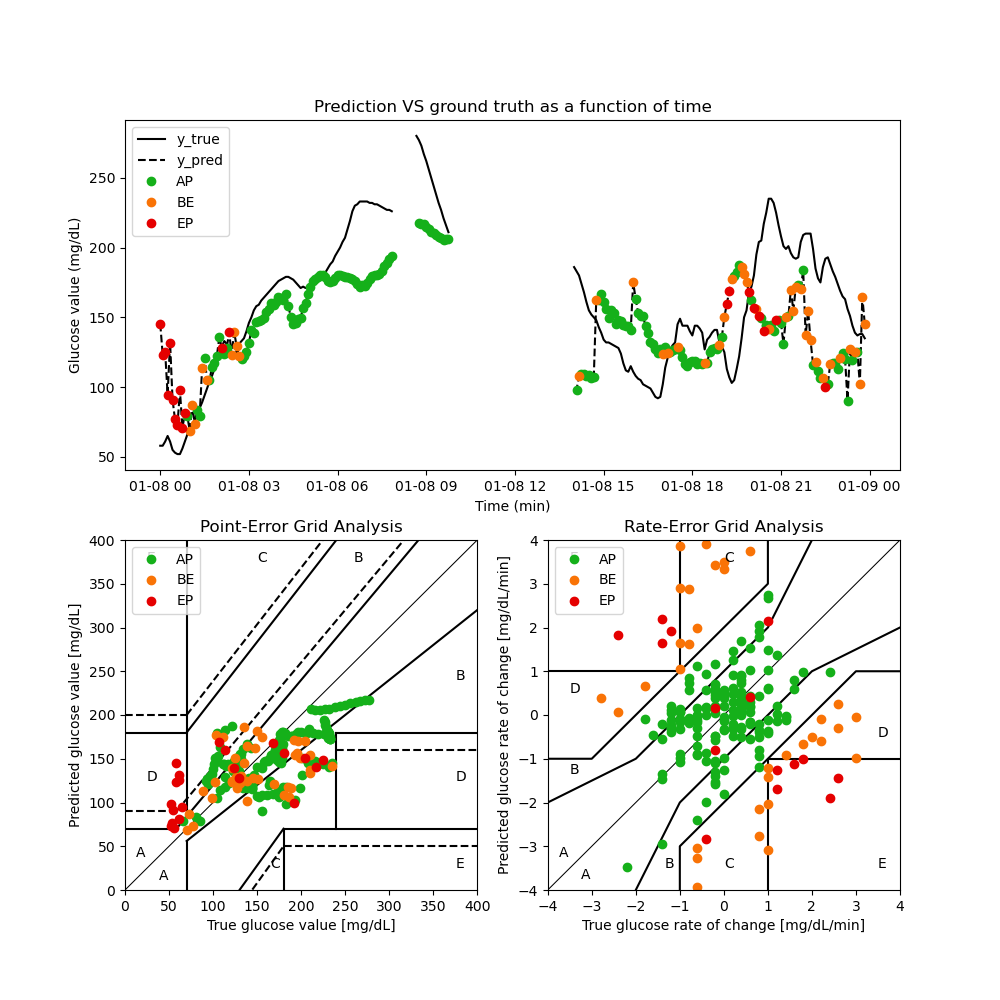 Prediction VS ground truth as a function of time
Glucose value (mg/dL)
250
200
150
100
50
y_true
y_pred
AP
BE
EP
01-08 00 01-08 03 01-08 06 01-08 09 01-08 12 01-08 15 01-08 18 01-08 21 01-09 00
Time (min)
Point-Error Grid Analysis
Predicted glucose value [mg/dL]
400
350
300
250
200
150
100
50
0
AP
BE
EP
C
B
B
D
D
A
A
C
E
0 50 100 150 200 250 300 350 400
True glucose value [mg/dL]
Rate-Error Grid Analysis
Predicted glucose rate of change [mg/dL/min]
4
3
2
1
0
−1
−2
−3
−4
AP
BE
EP
C
D
D
B
A
A
B
C
E
−4 −3 −2 −1 0 1 2 3 4
True glucose rate of change [mg/dL/min]